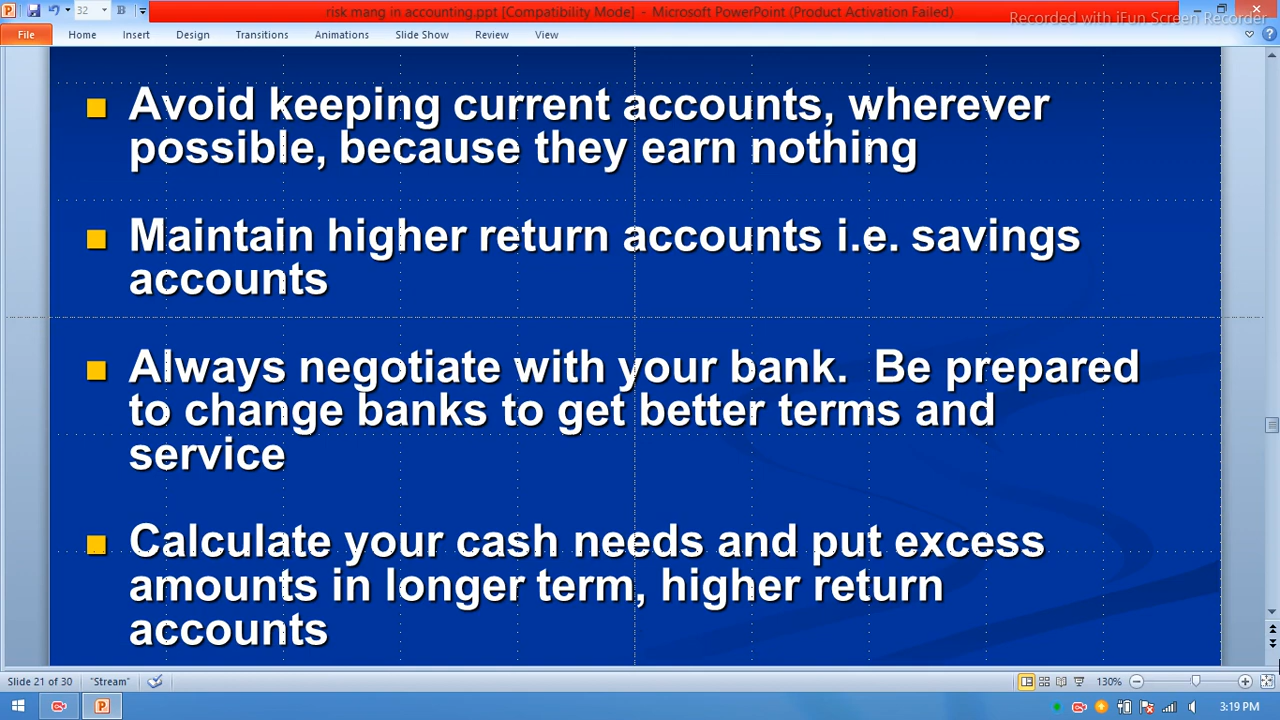 risk mang in accounting.ppt [Compatibility Mode] - Microsoft PowerPoint (Product Activation Failed)
Recorded with iFun Screen Recorder
32 B
File Home Insert Design Transitions Animations Slide Show Review View
Avoid keeping current accounts, wherever
possible, because they earn nothing
Maintain higher return accounts i.e. savings
accounts
Always negotiate with your bank. Be prepared
to change banks to get better terms and
service
Calculate your cash needs and put excess
amounts in longer term, higher return
accounts
Slide 21 of 30 "Stream" 130%
3:19 PM